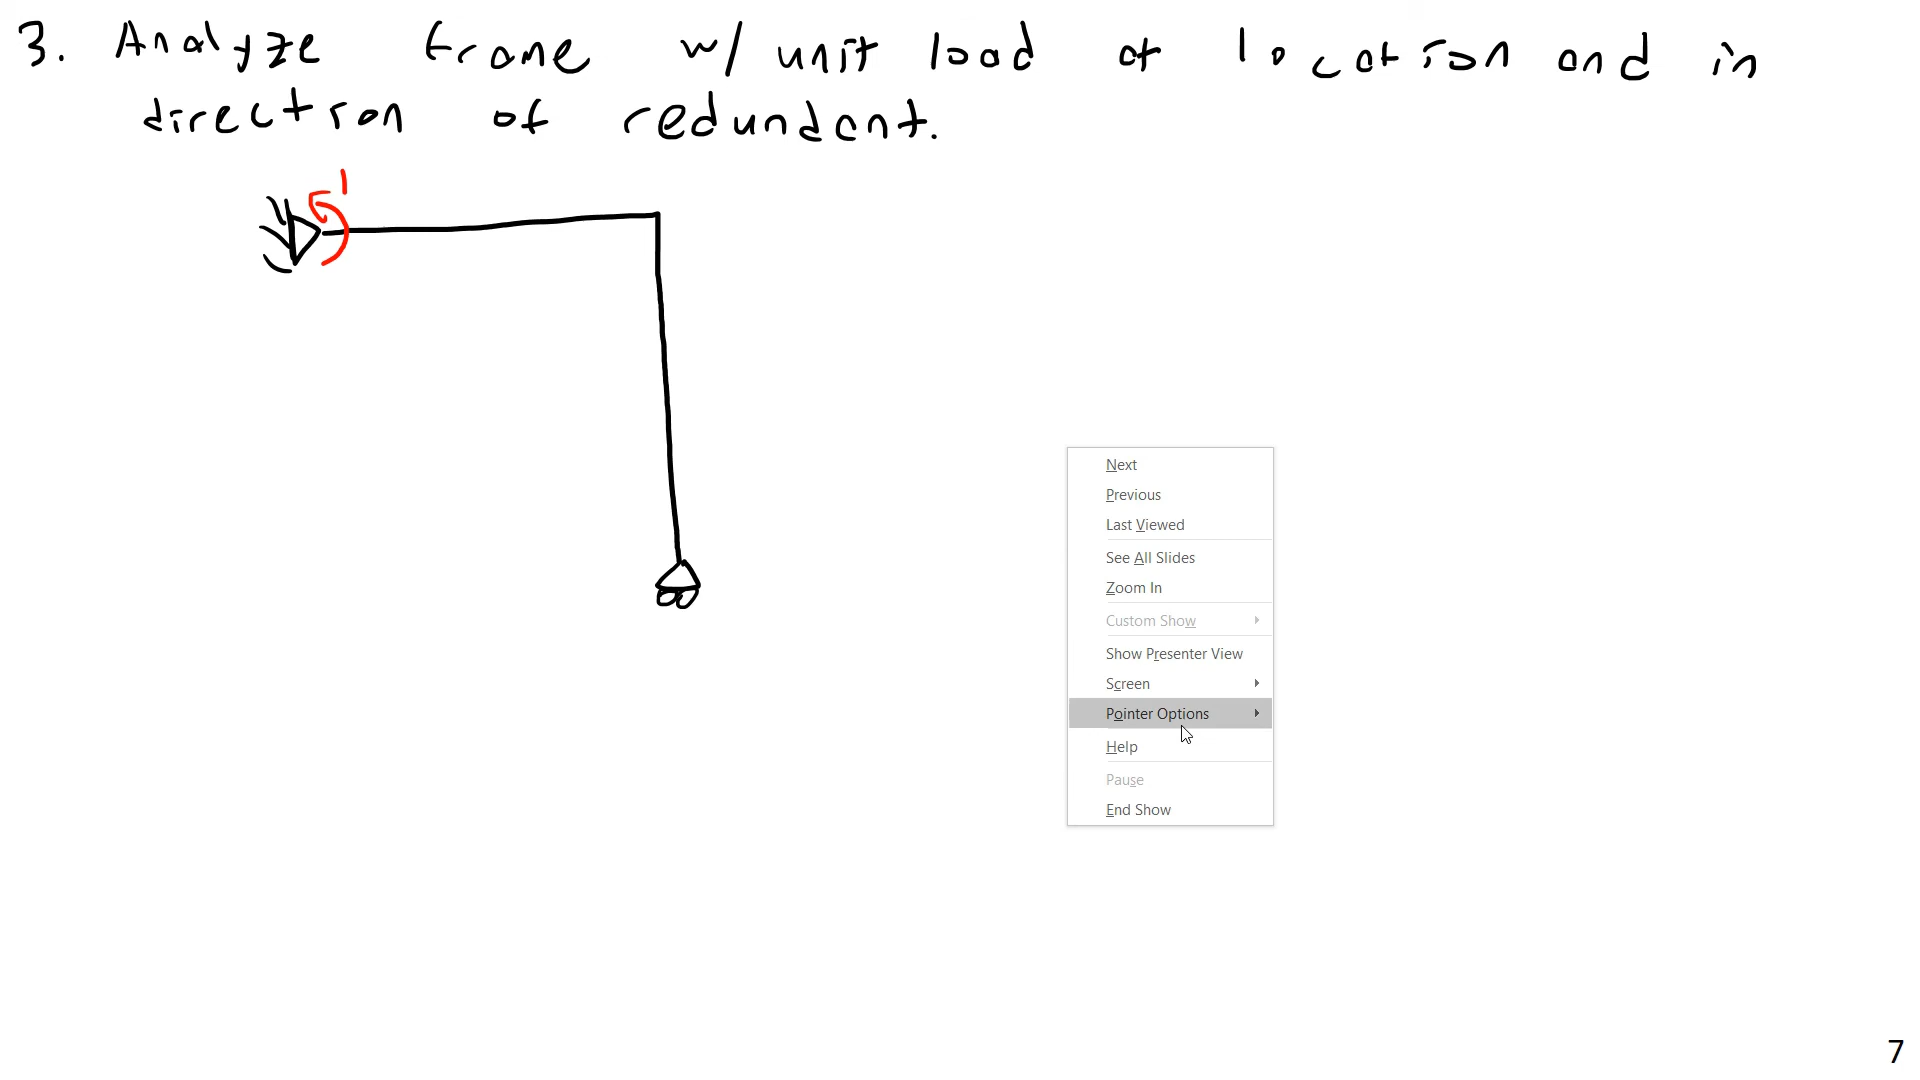 3. Analyze frame w/ unit load at location and in
direction of redundant.
1
Next
Previous
Last Viewed
See All Slides
Zoom In
Custom Show
Show Presenter View
Screen
Pointer Options
Help
Pause
End Show
7